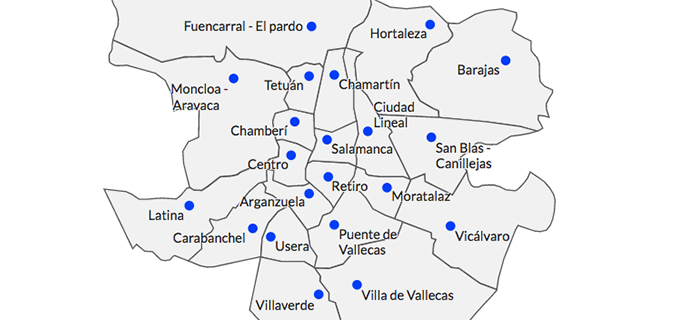 Fuencarral - El pardo
Hortaleza
Barajas
Moncloa -
Aravaca
Tetuán
Chamartín
Ciudad
Lineal
Chamberí
Salamanca
San Blas -
Canillejas
Centro
Retiro
Moratalaz
Arganzuela
Latina
Carabanchel
Usera
Puente de
Vallecas
Vicálvaro
Villaverde
Villa de Vallecas